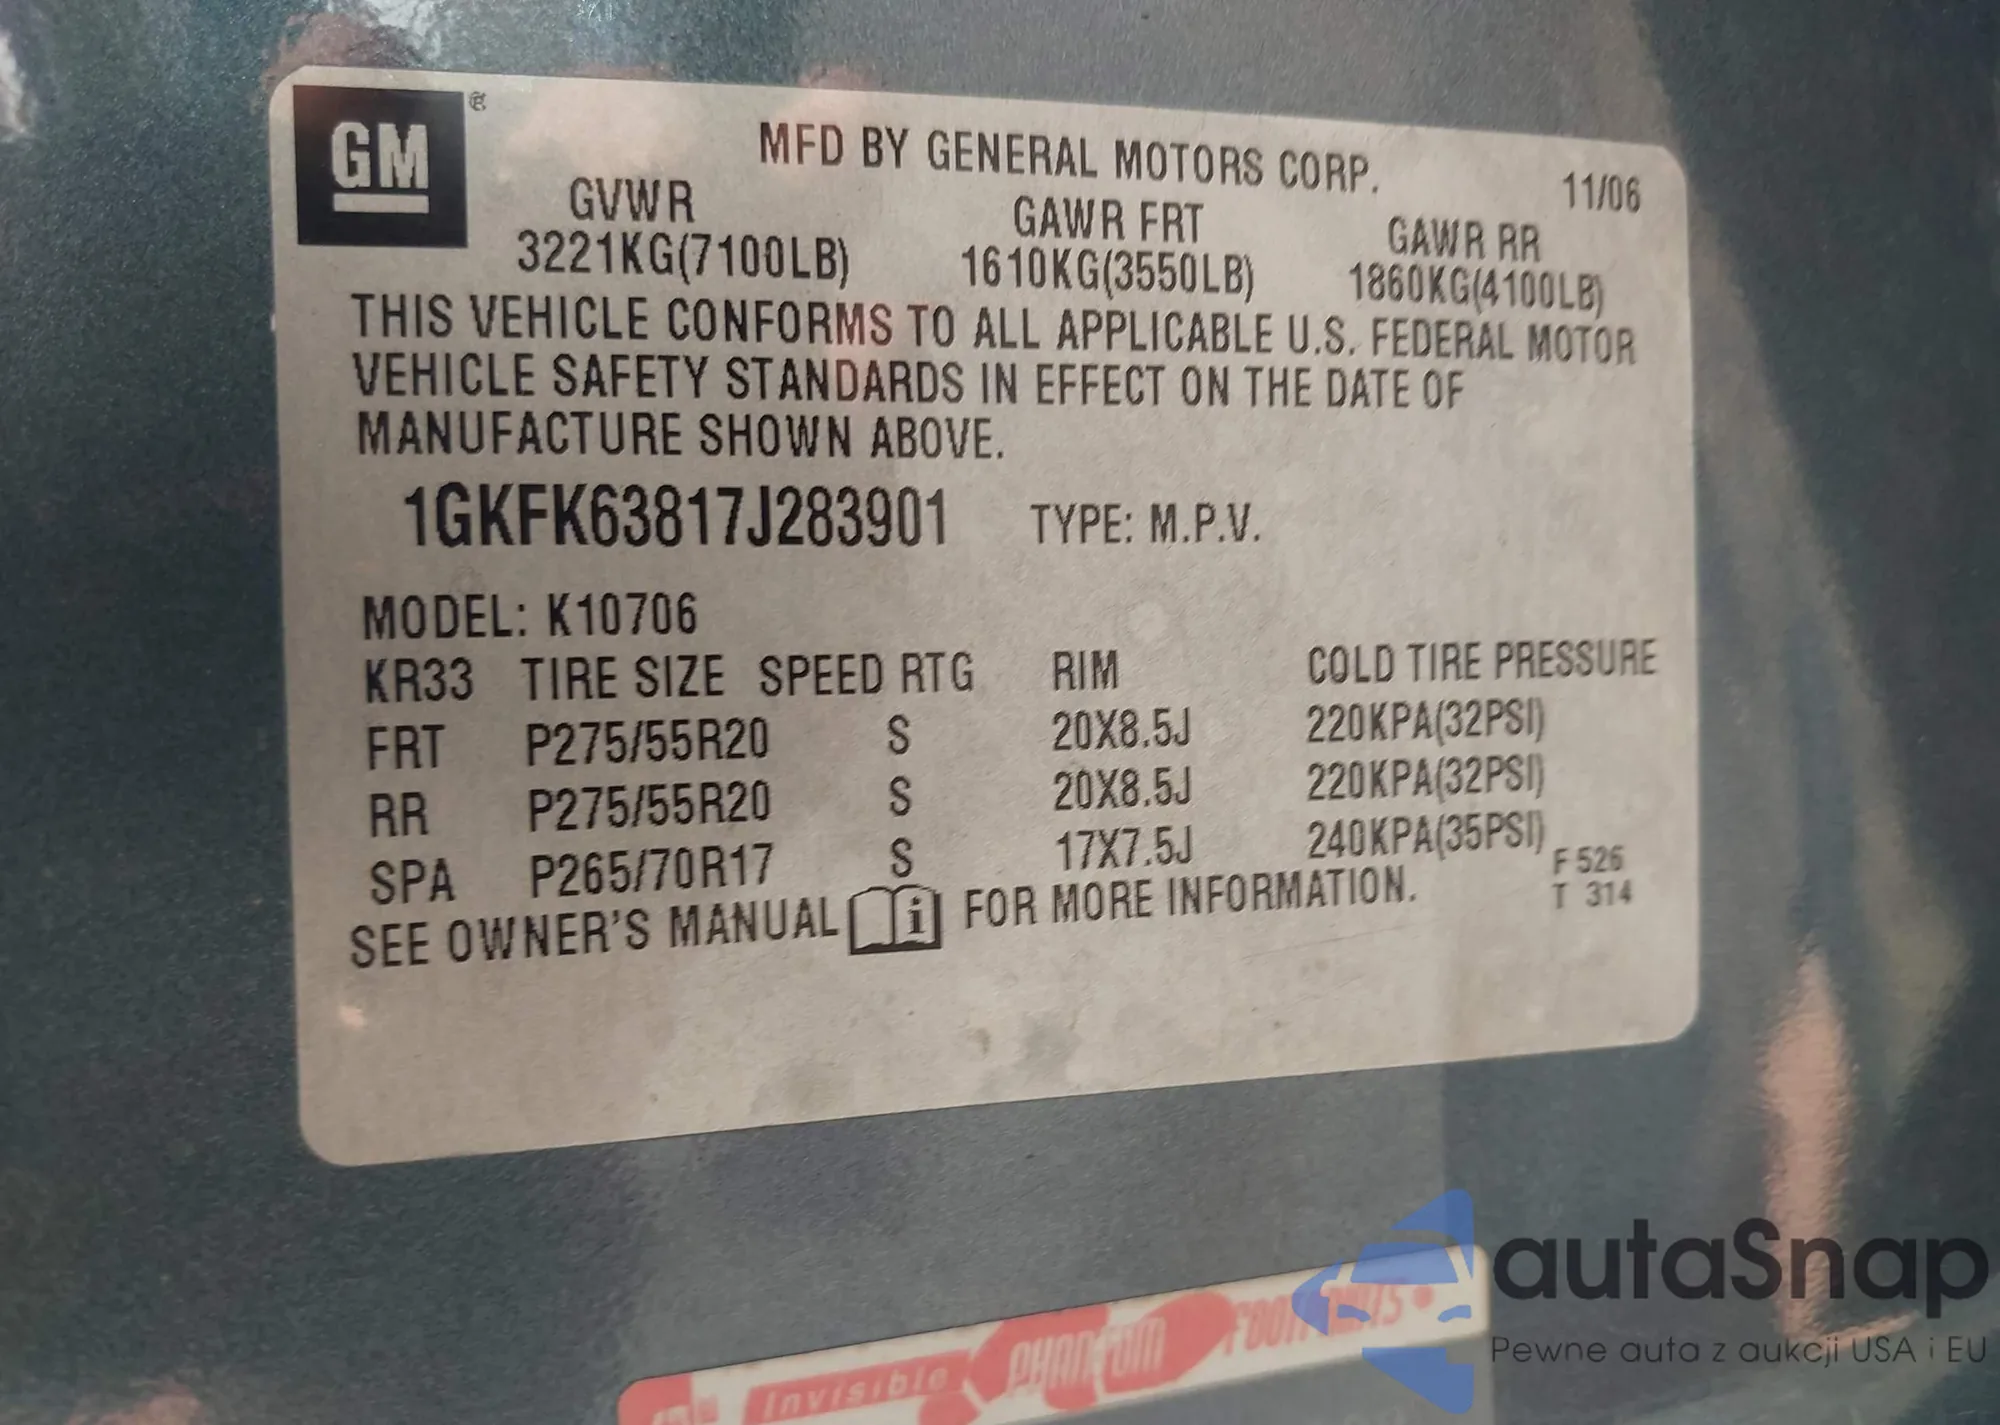 GM
MFD BY GENERAL MOTORS CORP.
11/06
GVWR GAWR FRT GAWR RR
3221KG(7100LB) 1610KG(3550LB) 1860KG(4100LB)
THIS VEHICLE CONFORMS TO ALL APPLICABLE U.S. FEDERAL MOTOR
VEHICLE SAFETY STANDARDS IN EFFECT ON THE DATE OF
MANUFACTURE SHOWN ABOVE.
1GKFK63817J283901 TYPE: M.P.V.
MODEL: K10706
KR33 TIRE SIZE SPEED RTG RIM COLD TIRE PRESSURE
FRT P275/55R20 S 20X8.5J 220KPA(32PSI)
RR P275/55R20 S 20X8.5J 220KPA(32PSI)
SPA P265/70R17 S 17X7.5J 240KPA(35PSI)
F 526
T 314
SEE OWNER'S MANUAL i FOR MORE INFORMATION.
Invisible PHANTOM FOOTPRINTS
autaSnap
Pewne auta z aukcji USA i EU